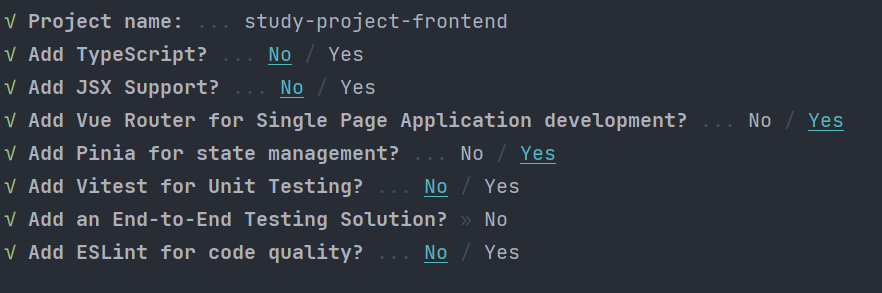 √ Project name: ... study-project-frontend
√ Add TypeScript? ... No / Yes
√ Add JSX Support? ... No / Yes
√ Add Vue Router for Single Page Application development? ... No / Yes
√ Add Pinia for state management? ... No / Yes
√ Add Vitest for Unit Testing? ... No / Yes
√ Add an End-to-End Testing Solution? » No
√ Add ESLint for code quality? ... No / Yes